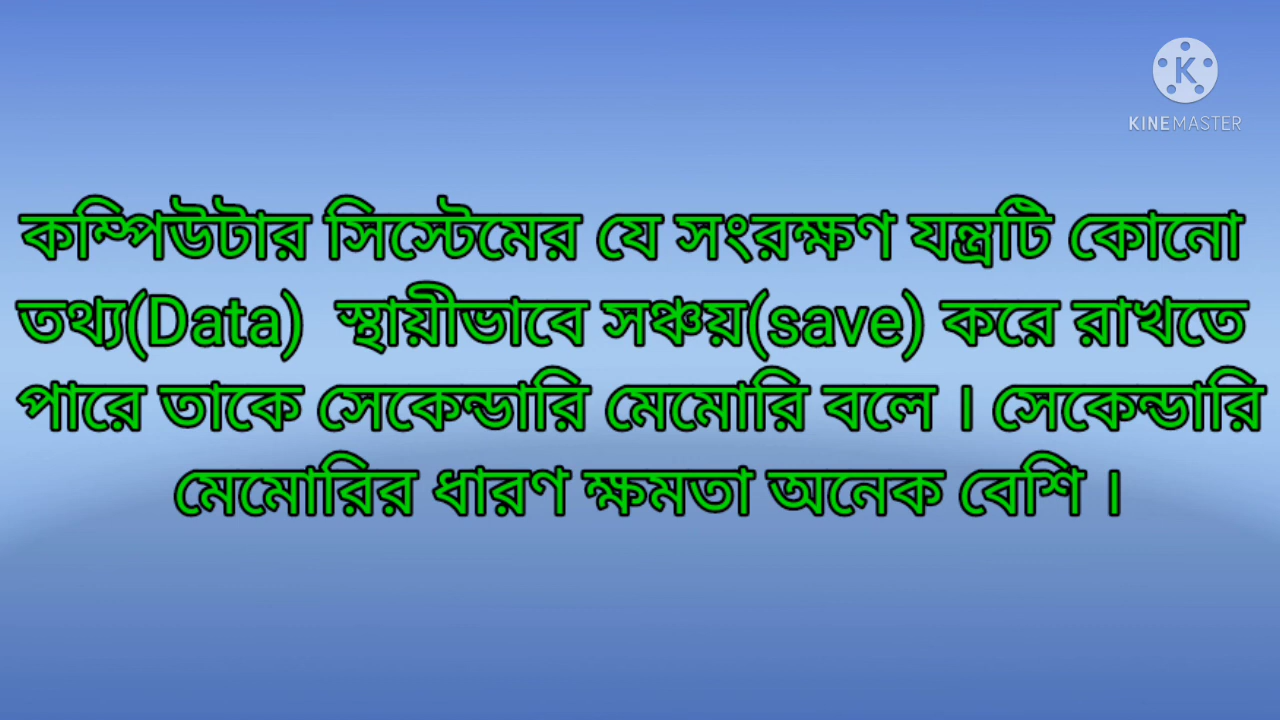 KINEMASTER
কম্পিউটার সিস্টেমের যে সংরক্ষণ যন্ত্রটি কোনো
তথ্য(Data) স্থায়ীভাবে সঞ্চয়(save) করে রাখতে
পারে তাকে সেকেন্ডারি মেমোরি বলে । সেকেন্ডারি
মেমোরির ধারণ ক্ষমতা অনেক বেশি ।